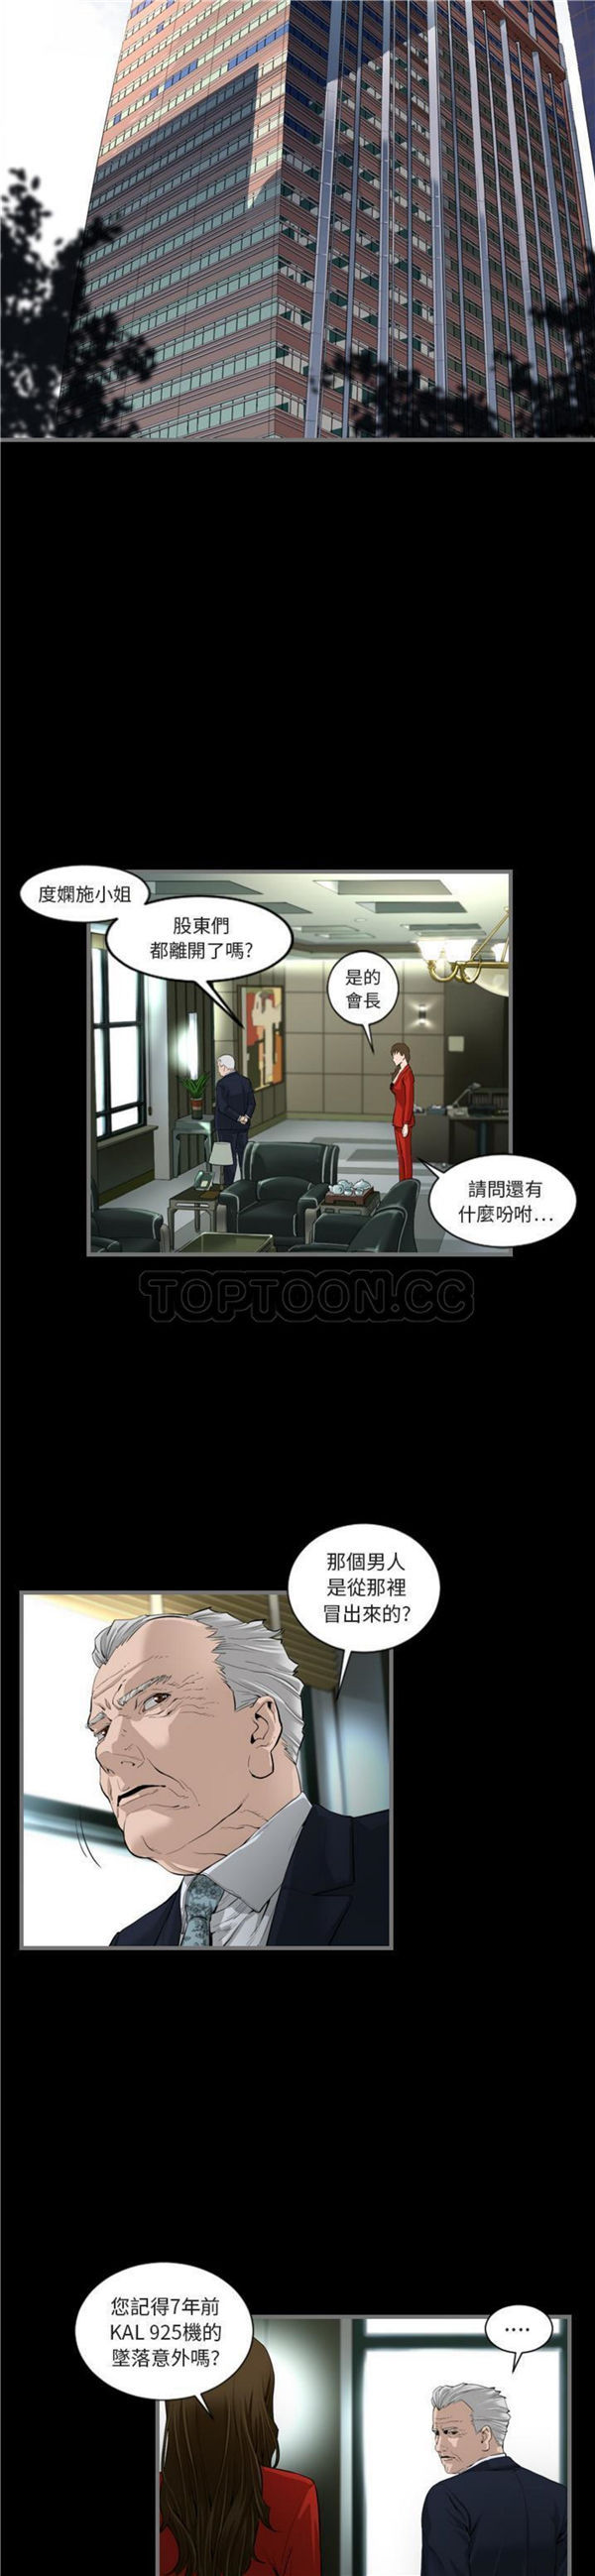 度嫻施小姐
股東們
都離開了嗎?
是的
會長
請問還有
什麼吩咐...
TOPTOON.CC
那個男人
是從那裡
冒出來的?
您記得7年前
KAL 925機的
墜落意外嗎?
....